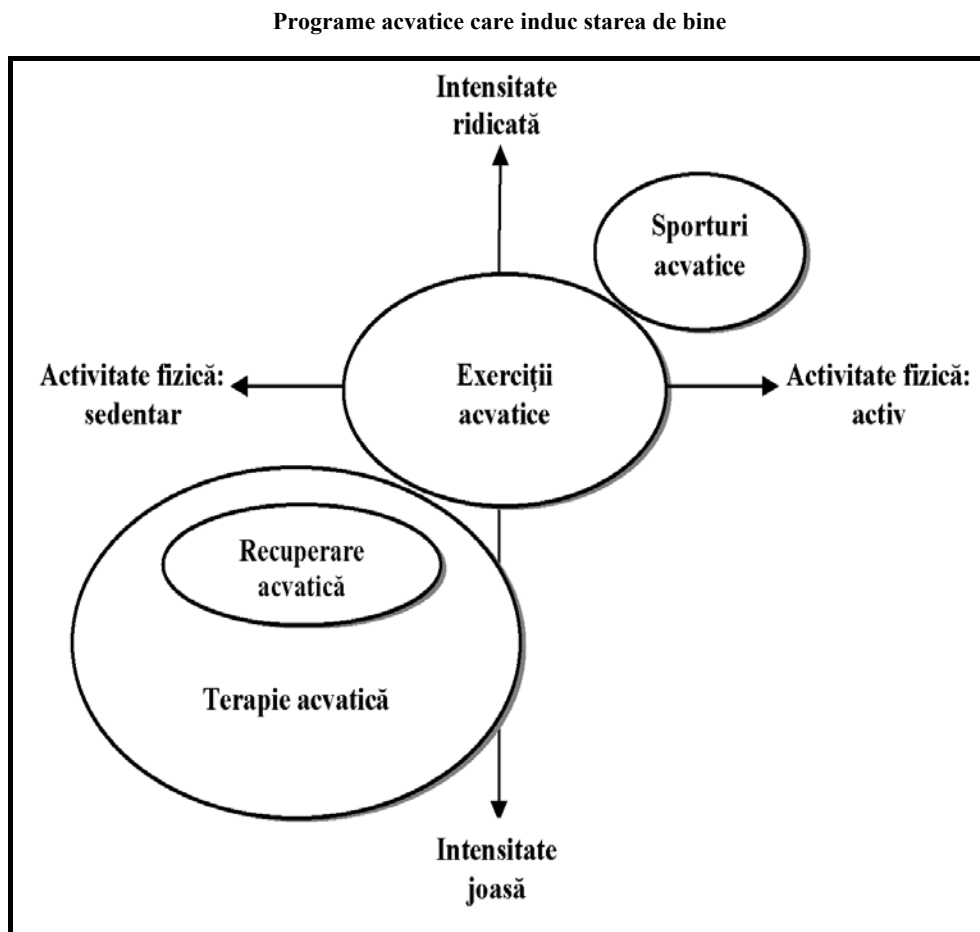 Programe acvatice care induc starea de bine
Intensitate
ridicată
Sporturi
acvatice
Activitate fizică:
sedentar
Exerciţii
acvatice
Activitate fizică:
activ
Recuperare
acvatică
Terapie acvatică
Intensitate
joasă